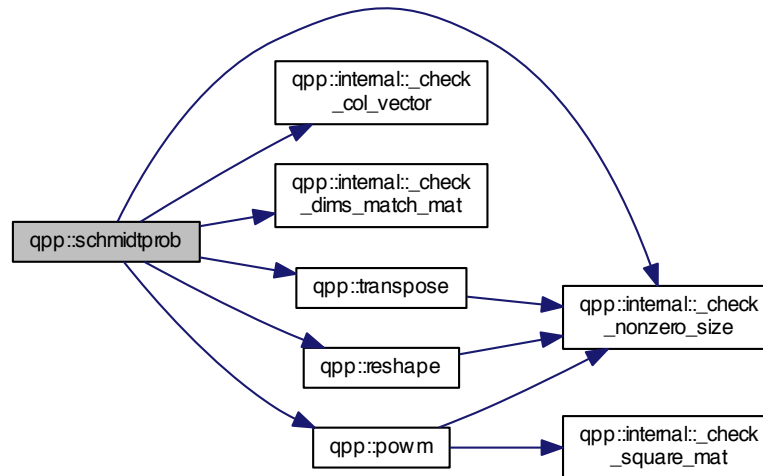 qpp::internal::_check
_col_vector
qpp::internal::_check
_dims_match_mat
qpp::schmidtprob
qpp::transpose
qpp::internal::_check
_nonzero_size
qpp::reshape
qpp::powm
qpp::internal::_check
_square_mat